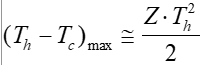 (T_h − T_c)_max ≅ Z · T_h^2 / 2